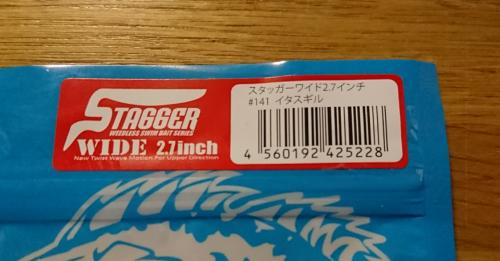 STAGGER
WEEDLESS SWIM BAIT SERIES
WIDE 2.7inch
New Twist Wave Motion For Upper Direction
スタッガーワイド2.7インチ
#141 イタスギル
4 560192 425228